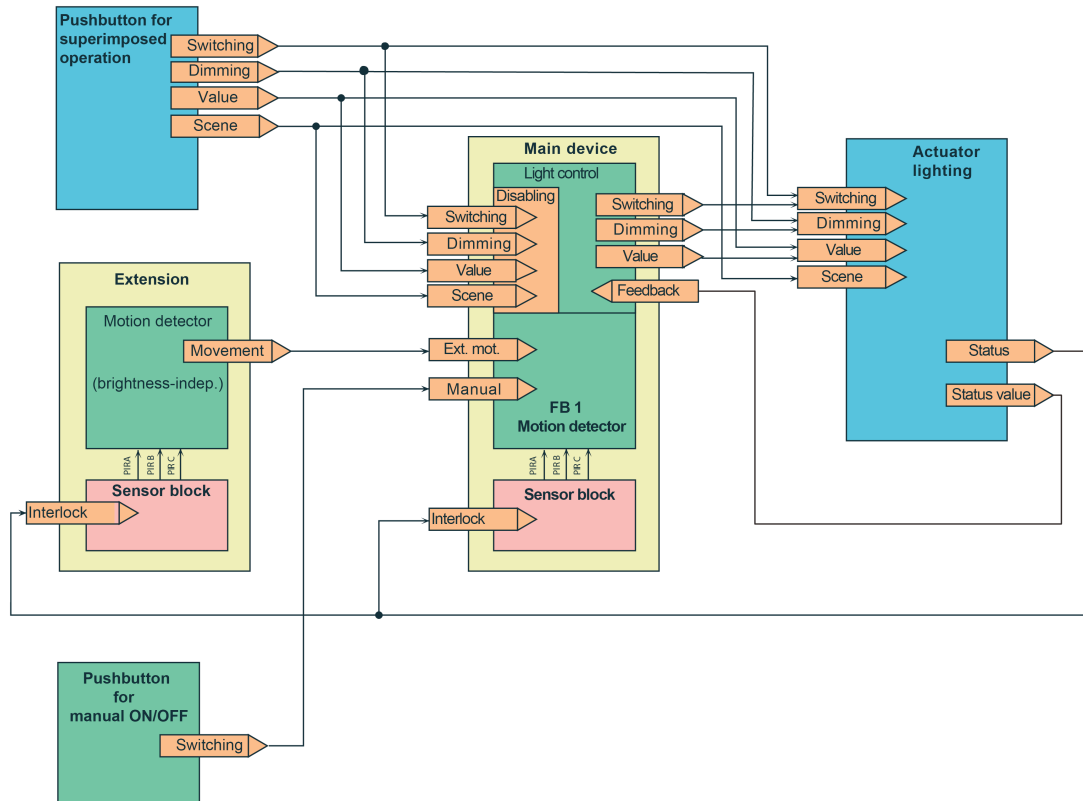 Pushbutton for
superimposed
operation
Switching
Dimming
Value
Scene
Main device
Light control
Disabling
Switching
Dimming
Value
Scene
Switching
Dimming
Value
Feedback
Ext. mot.
Manual
FB 1
Motion detector
PIR A
PIR B
PIR C
Sensor block
Interlock
Actuator
lighting
Switching
Dimming
Value
Scene
Status
Status value
Extension
Motion detector
Movement
(brightness-indep.)
PIR A
PIR B
PIR C
Sensor block
Interlock
Pushbutton
for
manual ON/OFF
Switching